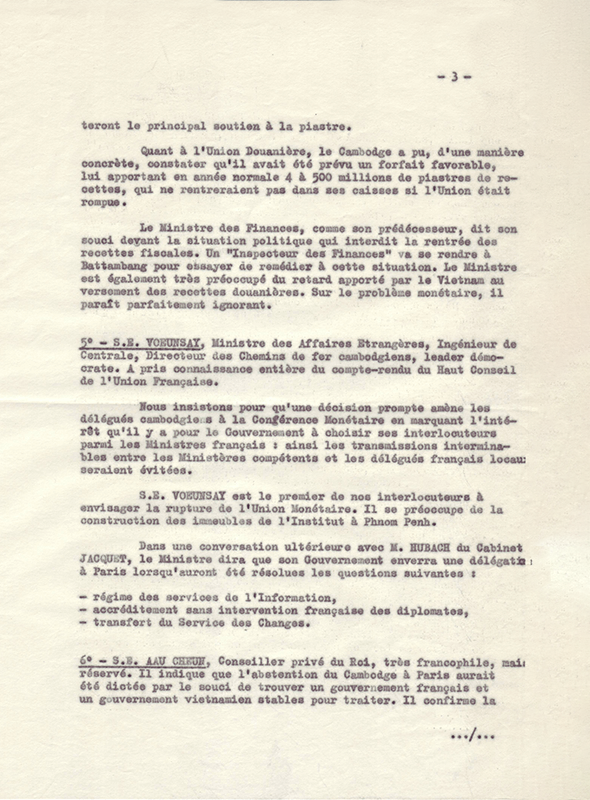 - 3 -
teront le principal soutien à la piastre.
Quant à l'Union Douanière, le Cambodge a pu, d'une manière
concrète, constater qu'il avait été prévu un forfait favorable,
lui apportant en année normale 4 à 500 millions de piastres de re-
cettes, qui ne rentreraient pas dans ses caisses si l'Union était
rompue.
Le Ministre des Finances, comme son prédécesseur, dit son
souci devant la situation politique qui interdit la rentrée des
recettes fiscales. Un "Inspecteur des Finances" va se rendre à
Battambang pour essayer de remédier à cette situation. Le Ministre
est également très préoccupé du retard apporté par le Vietnam au
versement des recettes douanières. Sur le problème monétaire, il
paraît parfaitement ignorant.
5° - S.E. VOEUNSAY, Ministre des Affaires Etrangères, Ingénieur de
Centrale, Directeur des Chemins de fer cambodgiens, leader démo-
crate. A pris connaissance entière du compte-rendu du Haut Conseil
de l'Union Française.
Nous insistons pour qu'une décision prompte amène les
délégués cambodgiens à la Conférence Monétaire en marquant l'inté-
rêt qu'il y a pour le Gouvernement à choisir ses interlocuteurs
parmi les Ministres français : ainsi les transmissions intermina-
bles entre les Ministères compétents et les délégués français locau
seraient évitées.
S.E. VOEUNSAY est le premier de nos interlocuteurs à
envisager la rupture de l'Union Monétaire. Il se préoccupe de la
construction des immeubles de l'Institut à Phnom Penh.
Dans une conversation ultérieure avec M. HUBACH du Cabinet
JACQUET, le Ministre dira que son Gouvernement enverra une délégatio
à Paris lorsqu'auront été résolues les questions suivantes :
- régime des services de l'Information,
- accréditement sans intervention française des diplomates,
- transfert du Service des Changes.
6° - S.E. AAU CHEUN, Conseiller privé du Roi, très francophile, mai
réservé. Il indique que l'abstention du Cambodge à Paris aurait
été dictée par le souci de trouver un gouvernement français et
un gouvernement vietnamien stables pour traiter. Il confirme la
.../...